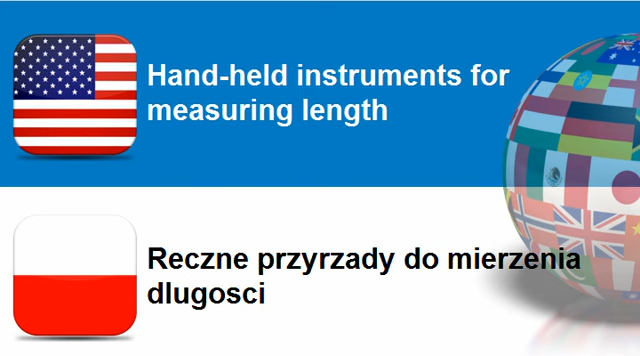 Hand-held instruments for
measuring length
Reczne przyrzady do mierzenia
dlugosci